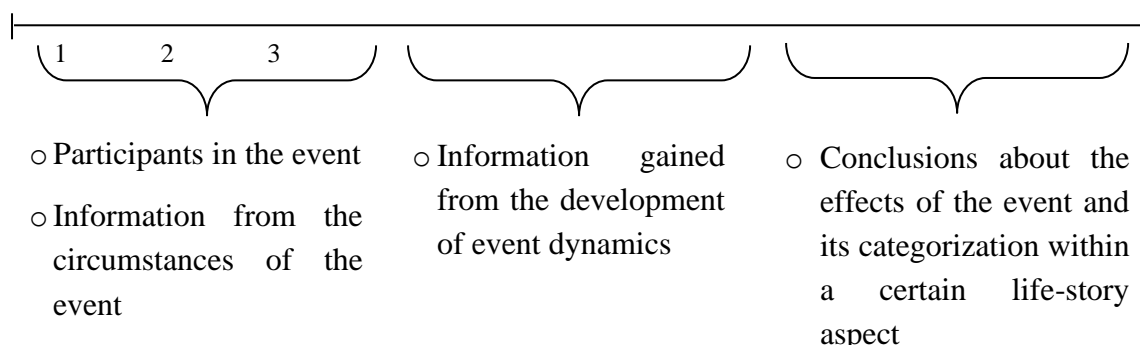 1 2 3
○ Participants in the event
○ Information from the
circumstances of the
event
○ Information gained
from the development
of event dynamics
○ Conclusions about the
effects of the event and
its categorization within
a certain life-story
aspect